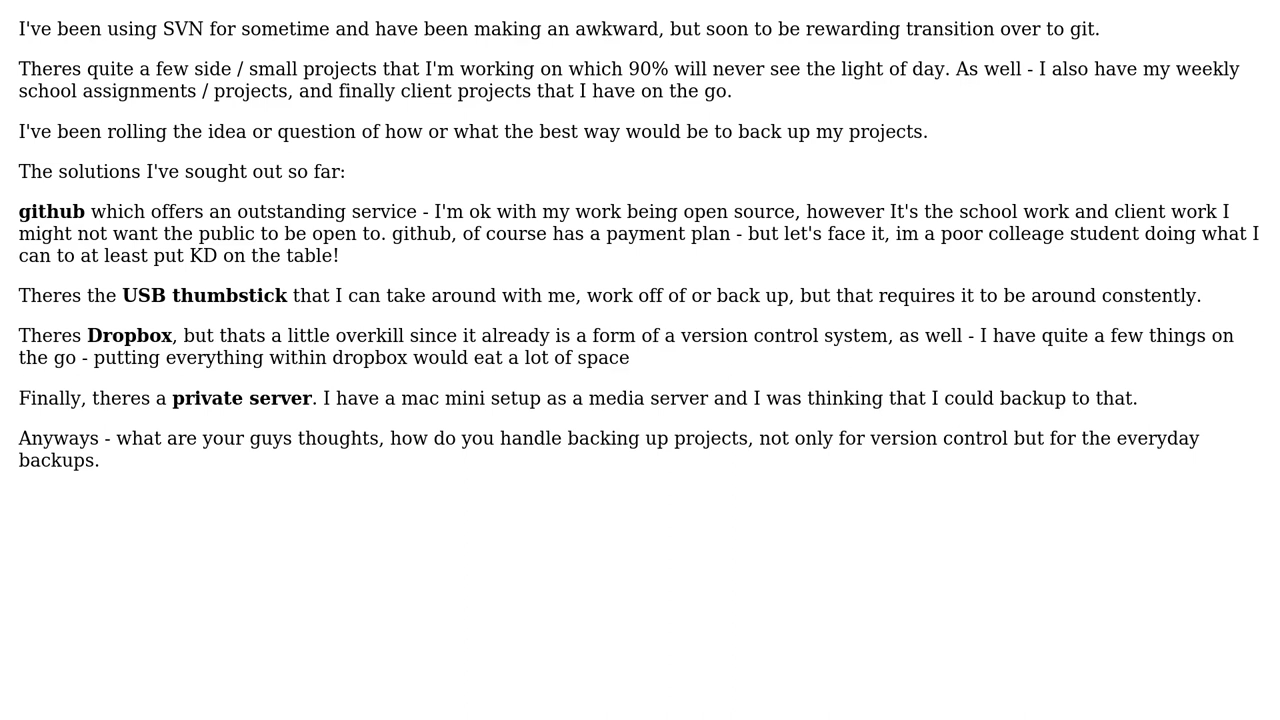 I've been using SVN for sometime and have been making an awkward, but soon to be rewarding transition over to git.
Theres quite a few side / small projects that I'm working on which 90% will never see the light of day. As well - I also have my weekly
school assignments / projects, and finally client projects that I have on the go.
I've been rolling the idea or question of how or what the best way would be to back up my projects.
The solutions I've sought out so far:
github which offers an outstanding service - I'm ok with my work being open source, however It's the school work and client work I
might not want the public to be open to. github, of course has a payment plan - but let's face it, im a poor colleage student doing what I
can to at least put KD on the table!
Theres the USB thumbstick that I can take around with me, work off of or back up, but that requires it to be around constently.
Theres Dropbox, but thats a little overkill since it already is a form of a version control system, as well - I have quite a few things on
the go - putting everything within dropbox would eat a lot of space
Finally, theres a private server. I have a mac mini setup as a media server and I was thinking that I could backup to that.
Anyways - what are your guys thoughts, how do you handle backing up projects, not only for version control but for the everyday
backups.